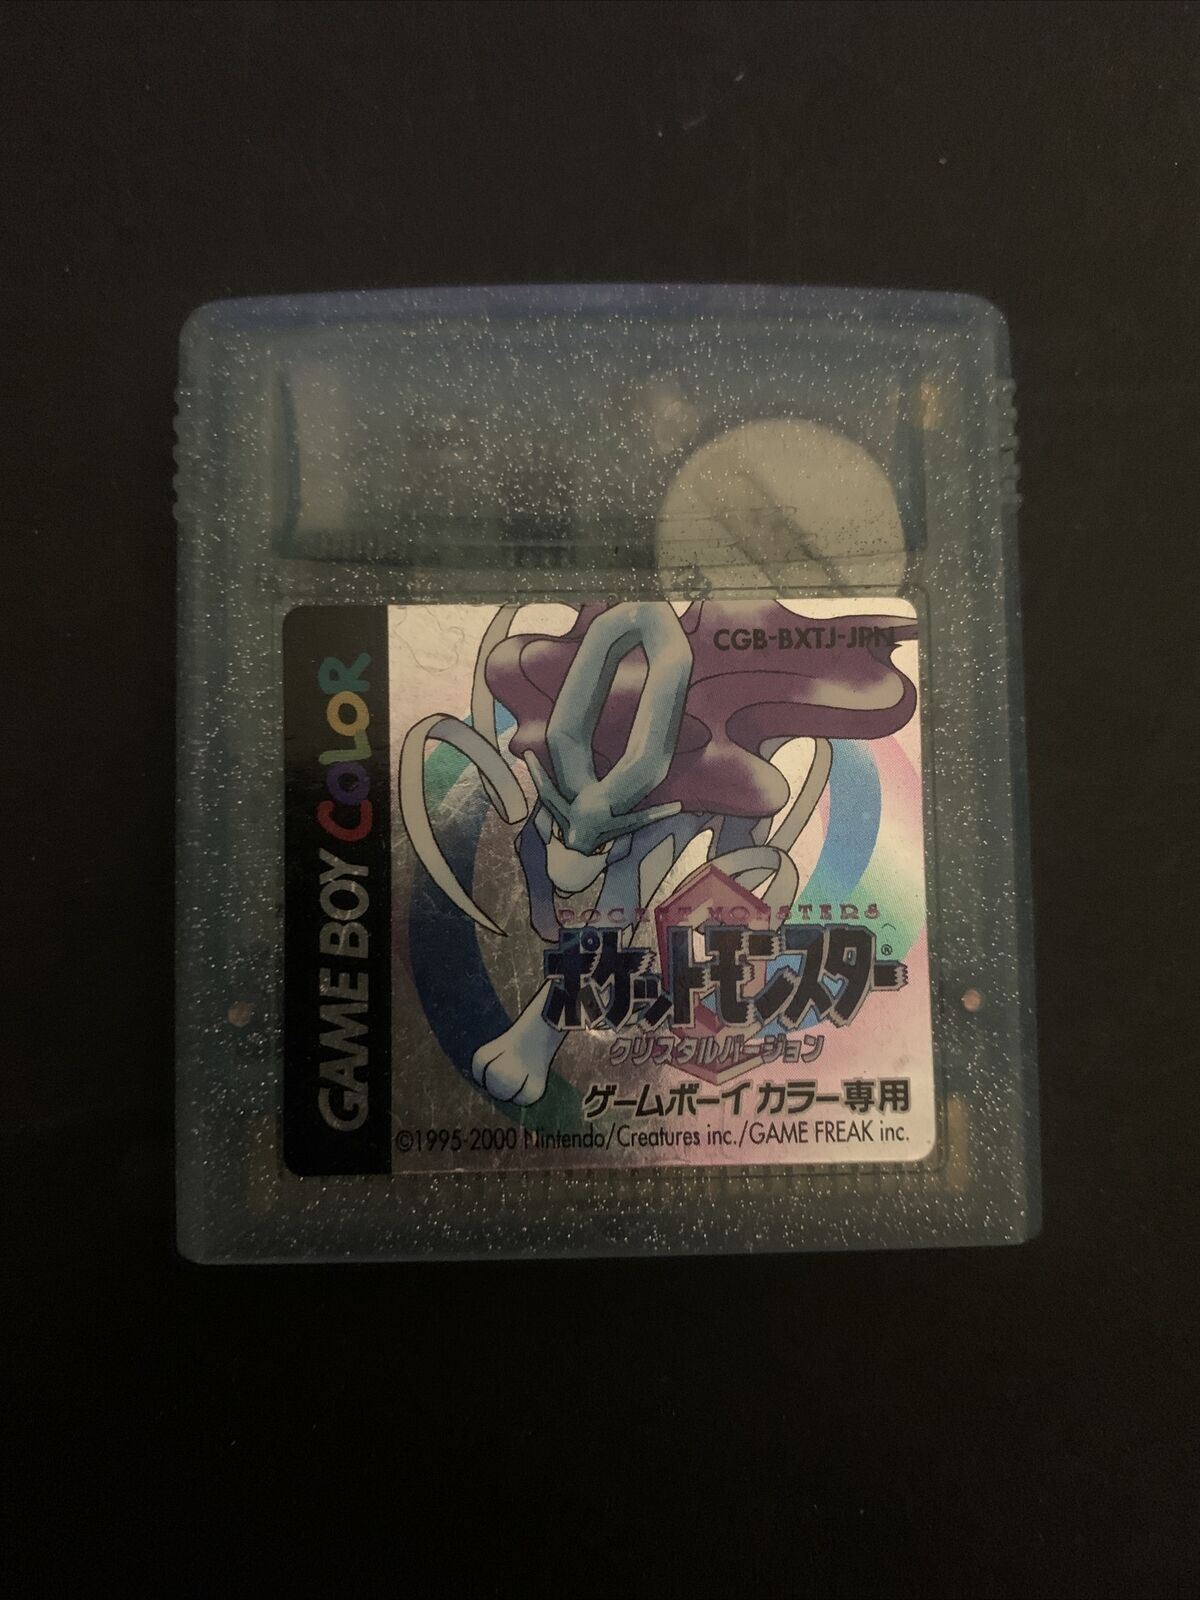 CGB-BXTJ-JPN
GAME BOY COLOR
POCKET MONSTERS
ポケットモンスター®
クリスタルバージョン
ゲームボーイカラー専用
©1995-2000 Nintendo/Creatures inc./GAME FREAK inc.